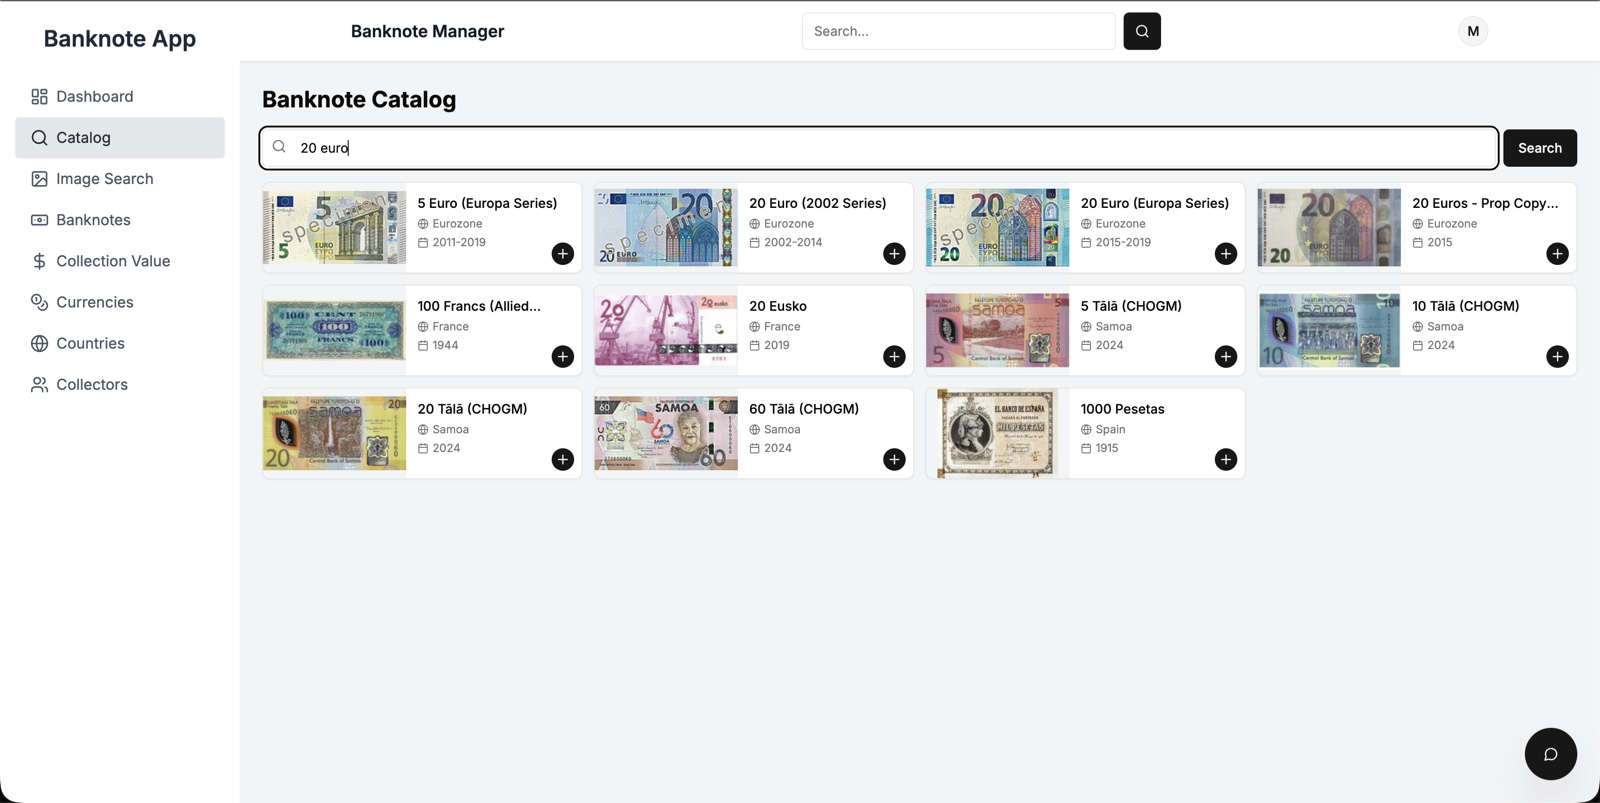 Banknote App
Banknote Manager
Search...
M
Dashboard
Catalog
Image Search
Banknotes
Collection Value
Currencies
Countries
Collectors
Banknote Catalog
20 euro
Search
5 Euro (Europa Series)
Eurozone
2011-2019
20 Euro (2002 Series)
Eurozone
2002-2014
20 Euro (Europa Series)
Eurozone
2015-2019
20 Euros - Prop Copy...
Eurozone
2015
100 Francs (Allied...
France
1944
20 Eusko
France
2019
5 Tālā (CHOGM)
Samoa
2024
10 Tālā (CHOGM)
Samoa
2024
20 Tālā (CHOGM)
Samoa
2024
60 Tālā (CHOGM)
Samoa
2024
1000 Pesetas
Spain
1915